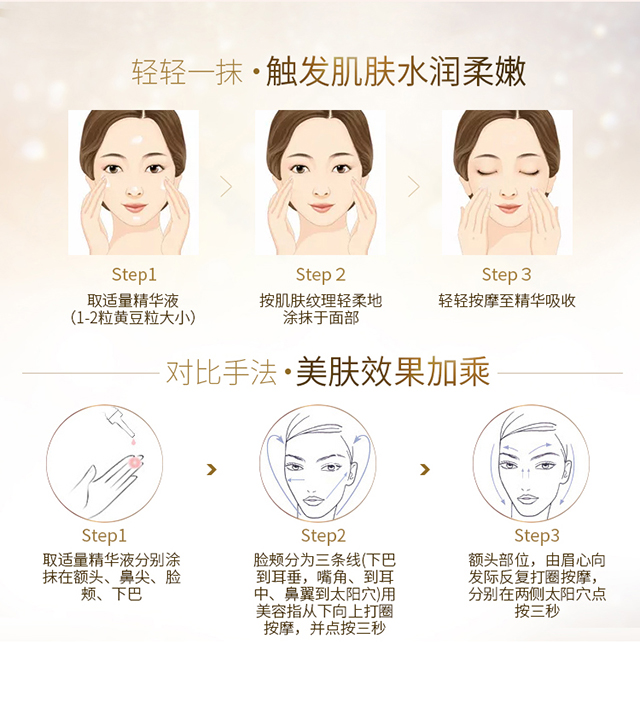 轻轻一抹·触发肌肤水润柔嫩
Step1
取适量精华液
（1-2粒黄豆粒大小）
Step 2
按肌肤纹理轻柔地
涂抹于面部
Step 3
轻轻按摩至精华吸收
对比手法·美肤效果加乘
Step1
取适量精华液分别涂
抹在额头、鼻尖、脸
颊、下巴
Step2
脸颊分为三条线(下巴
到耳垂，嘴角、到耳
中、鼻翼到太阳穴)用
美容指从下向上打圈
按摩，并点按三秒
Step3
额头部位，由眉心向
发际反复打圈按摩，
分别在两侧太阳穴点
按三秒